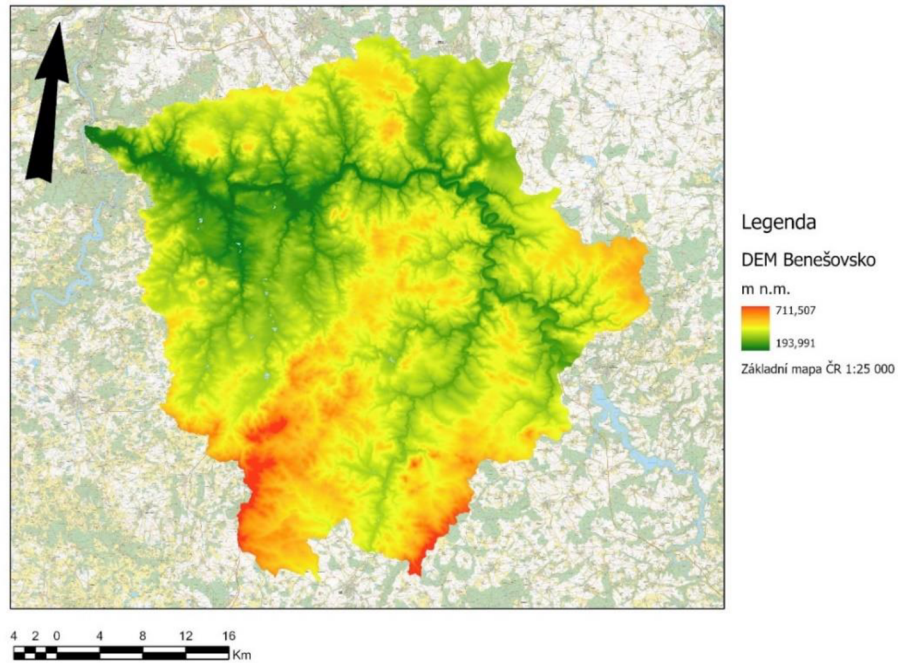 Legenda
DEM Benešovsko
m n.m.
711,507
193,991
Základní mapa ČR 1:25 000
4 2 0 4 8 12 16
Km